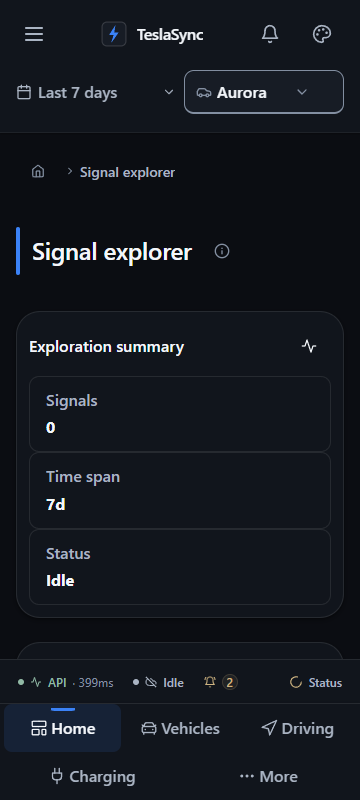 TeslaSync
Last 7 days
Aurora
Signal explorer
Signal explorer
Exploration summary
Signals
0
Time span
7d
Status
Idle
API · 399ms
Idle
2
Status
Home
Vehicles
Driving
Charging
More